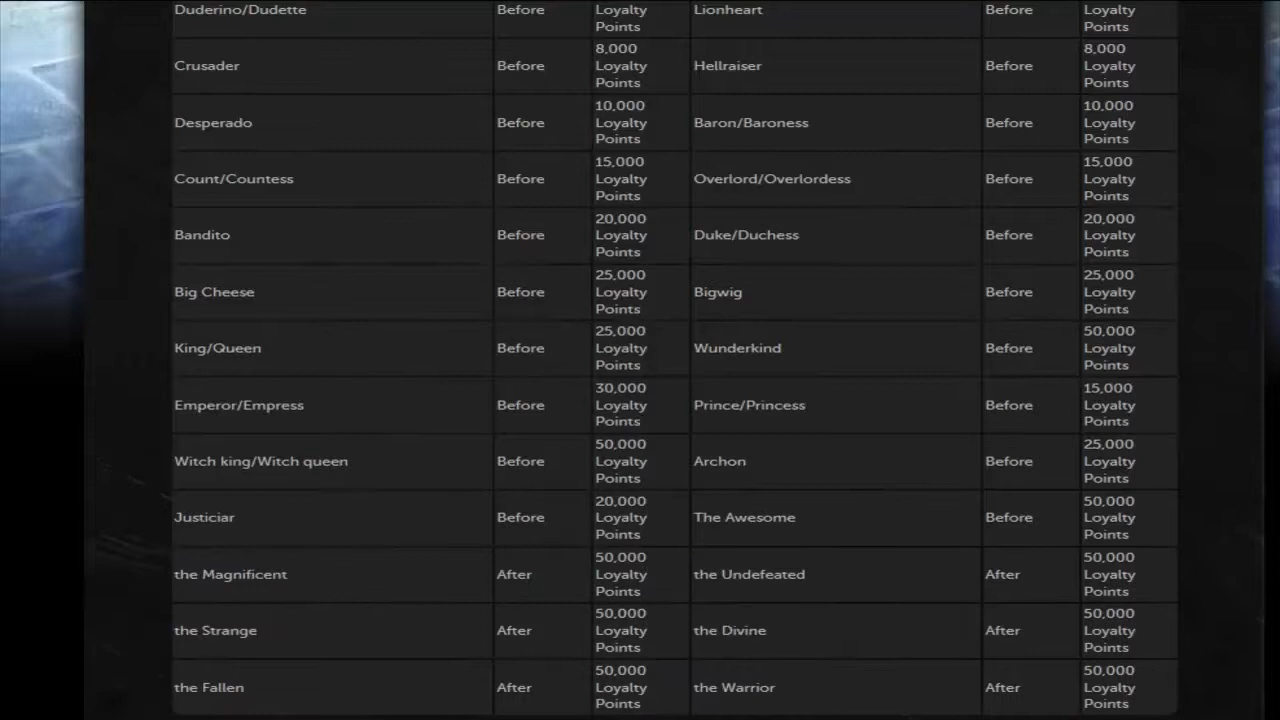 Duderino/Dudette Before Loyalty Points Lionheart Before Loyalty Points
Crusader Before 8,000 Loyalty Points Hellraiser Before 8,000 Loyalty Points
Desperado Before 10,000 Loyalty Points Baron/Baroness Before 10,000 Loyalty Points
Count/Countess Before 15,000 Loyalty Points Overlord/Overlordess Before 15,000 Loyalty Points
Bandito Before 20,000 Loyalty Points Duke/Duchess Before 20,000 Loyalty Points
Big Cheese Before 25,000 Loyalty Points Bigwig Before 25,000 Loyalty Points
King/Queen Before 25,000 Loyalty Points Wunderkind Before 50,000 Loyalty Points
Emperor/Empress Before 30,000 Loyalty Points Prince/Princess Before 15,000 Loyalty Points
Witch king/Witch queen Before 50,000 Loyalty Points Archon Before 25,000 Loyalty Points
Justiciar Before 20,000 Loyalty Points The Awesome Before 50,000 Loyalty Points
the Magnificent After 50,000 Loyalty Points the Undefeated After 50,000 Loyalty Points
the Strange After 50,000 Loyalty Points the Divine After 50,000 Loyalty Points
the Fallen After 50,000 Loyalty Points the Warrior After 50,000 Loyalty Points